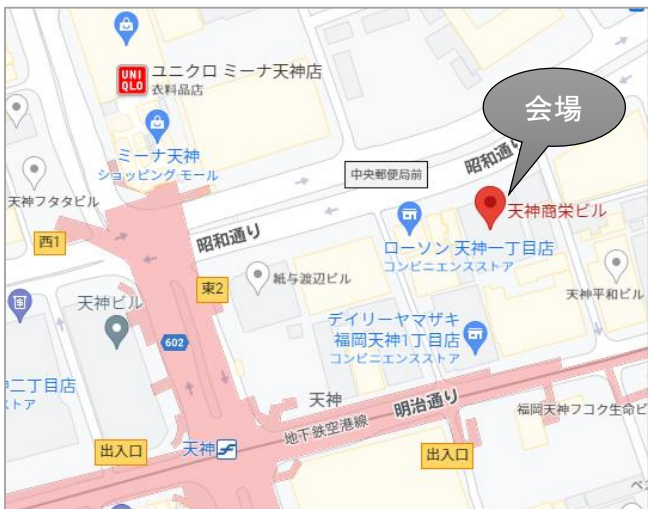 UNI
QLO
ユニクロ ミーナ天神店
衣料品店
会場
ミーナ天神
ショッピング モール
中央郵便局前
昭和通り
天神フタタビル
天神商栄ビル
西1
昭和通り
ローソン 天神一丁目店
コンビニエンスストア
東2
紙与渡辺ビル
天神平和ビル
天神ビル
デイリーヤマザキ
福岡天神1丁目店
コンビニエンスストア
602
二丁目店
トア
天神
明治通り
福岡天神フコク生命ビ
地下鉄空港線
出入口
天神
出入口